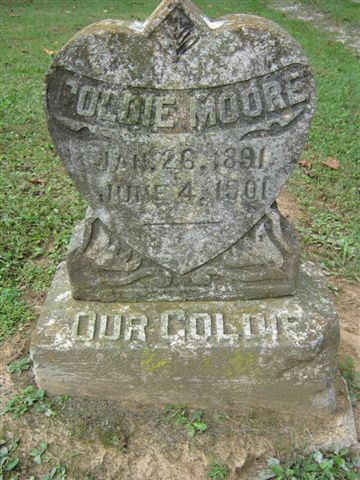 GOLDIE MOORE
JAN. 26, 1891
JUNE 4, 1901
OUR GOLDIE